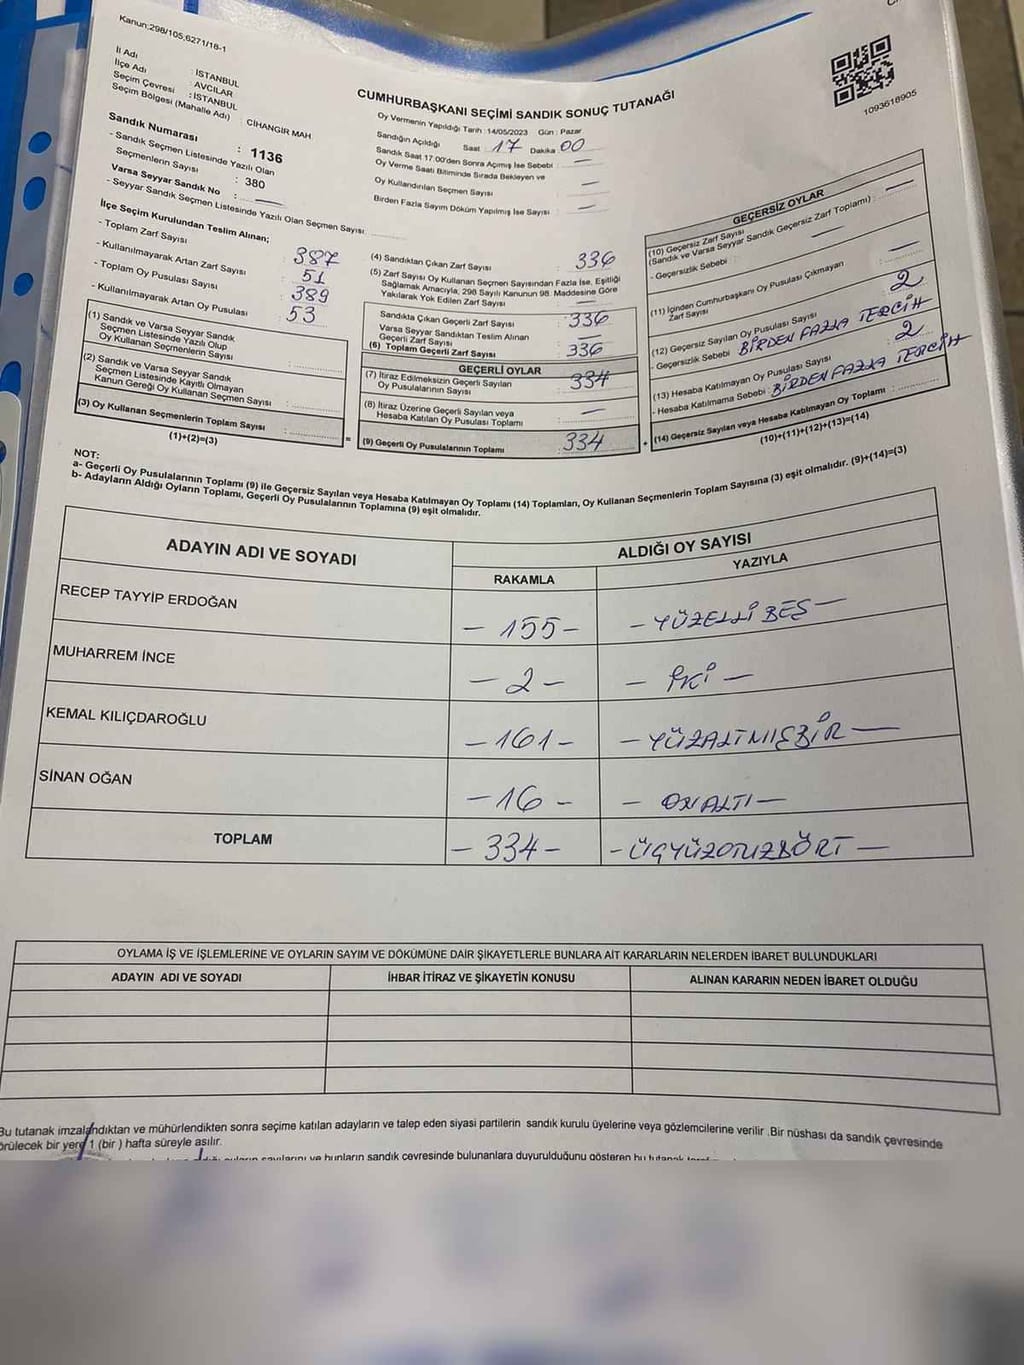 Kanun:298/105,6271/18-1
İl Adı : İSTANBUL
İlçe Adı : AVCILAR
Seçim Çevresi : İSTANBUL
Seçim Bölgesi (Mahalle Adı) : CİHANGİR MAH
Sandık Numarası : 1136
- Sandık Seçmen Listesinde Yazılı Olan
Seçmenlerin Sayısı : 380
Varsa Seyyar Sandık No : —
- Seyyar Sandık Seçmen Listesinde Yazılı Olan Seçmen Sayısı
İlçe Seçim Kurulundan Teslim Alınan;
- Toplam Zarf Sayısı : 387
- Kullanılmayarak Artan Zarf Sayısı : 51
- Toplam Oy Pusulası Sayısı : 389
- Kullanılmayarak Artan Oy Pusulası : 53
(1) Sandık ve Varsa Seyyar Sandık
Seçmen Listesinde Yazılı Olup
Oy Kullanan Seçmenlerin Sayısı
(2) Sandık ve Varsa Seyyar Sandık
Seçmen Listesinde Kayıtlı Olmayan
Kanun Gereği Oy Kullanan Seçmen Sayısı
(3) Oy Kullanan Seçmenlerin Toplam Sayısı
(1)+(2)=(3)
CUMHURBAŞKANI SEÇİMİ SANDIK SONUÇ TUTANAĞI
1093618905
Oy Vermenin Yapıldığı Tarih :14/05/2023 Gün : Pazar
Sandığın Açıldığı Saat : 17 Dakika 00
Sandık Saat 17.00'den Sonra Açılmış İse Sebebi : —
Oy Verme Saati Bitiminde Sırada Bekleyen ve
Oy Kullandırılan Seçmen Sayısı : —
Birden Fazla Sayım Döküm Yapılmış İse Sayısı : —
(4) Sandıktan Çıkan Zarf Sayısı : 336
(5) Zarf Sayısı Oy Kullanan Seçmen Sayısından Fazla İse, Eşitliği
Sağlamak Amacıyla, 298 Sayılı Kanunun 98. Maddesine Göre
Yakılarak Yok Edilen Zarf Sayısı :
Sandıkta Çıkan Geçerli Zarf Sayısı : 336
Varsa Seyyar Sandıktan Teslim Alınan
Geçerli Zarf Sayısı : —
(6) Toplam Geçerli Zarf Sayısı : 336
GEÇERLİ OYLAR
(7) İtiraz Edilmeksizin Geçerli Sayılan
Oy Pusulalarının Sayısı : 334
(8) İtiraz Üzerine Geçerli Sayılan veya
Hesaba Katılan Oy Pusulası Toplamı : —
(9) Geçerli Oy Pusulalarının Toplamı : 334
GEÇERSİZ OYLAR
(10) Geçersiz Zarf Sayısı
(Sandık ve Varsa Seyyar Sandık Geçersiz Zarf Toplamı) : —
- Geçersizlik Sebebi : —
(11) İçinden Cumhurbaşkanı Oy Pusulası Çıkmayan
Zarf Sayısı : —
(12) Geçersiz Sayılan Oy Pusulası Sayısı : 2
- Geçersizlik Sebebi : BİRDEN FAZLA TERCİH
(13) Hesaba Katılmayan Oy Pusulası Sayısı : 2
- Hesaba Katılmama Sebebi : BİRDEN FAZLA TERCİH
(14) Geçersiz Sayılan veya Hesaba Katılmayan Oy Toplamı :
(10)+(11)+(12)+(13)=(14)
NOT:
a- Geçerli Oy Pusulalarının Toplamı (9) ile Geçersiz Sayılan veya Hesaba Katılmayan Oy Toplamı (14) Toplamları, Oy Kullanan Seçmenlerin Toplam Sayısına (3) eşit olmalıdır. (9)+(14)=(3)
b- Adayların Aldığı Oyların Toplamı, Geçerli Oy Pusulalarının Toplamına (9) eşit olmalıdır.
ADAYIN ADI VE SOYADI ALDIĞI OY SAYISI
RAKAMLA YAZIYLA
RECEP TAYYİP ERDOĞAN - 155 - - YÜZELLİ BEŞ -
MUHARREM İNCE - 2 - - İKİ -
KEMAL KILIÇDAROĞLU - 161 - - YÜZALTMIŞBİR -
SİNAN OĞAN - 16 - - ONALTI -
TOPLAM - 334 - - ÜÇYÜZOTUZDÖRT -
OYLAMA İŞ VE İŞLEMLERİNE VE OYLARIN SAYIM VE DÖKÜMÜNE DAİR ŞİKAYETLERLE BUNLARA AİT KARARLARIN NELERDEN İBARET BULUNDUKLARI
ADAYIN ADI VE SOYADI İHBAR İTİRAZ VE ŞİKAYETİN KONUSU ALINAN KARARIN NEDEN İBARET OLDUĞU
Bu tutanak imzalandıktan ve mühürlendikten sonra seçime katılan adayların ve talep eden siyasi partilerin sandık kurulu üyelerine veya gözlemcilerine verilir .Bir nüshası da sandık çevresinde
örülecek bir yere 1 (bir ) hafta süreyle asılır.
sayılarını ve bunların sandık çevresinde bulunanlara duyurulduğunu gösteren bu tutanak